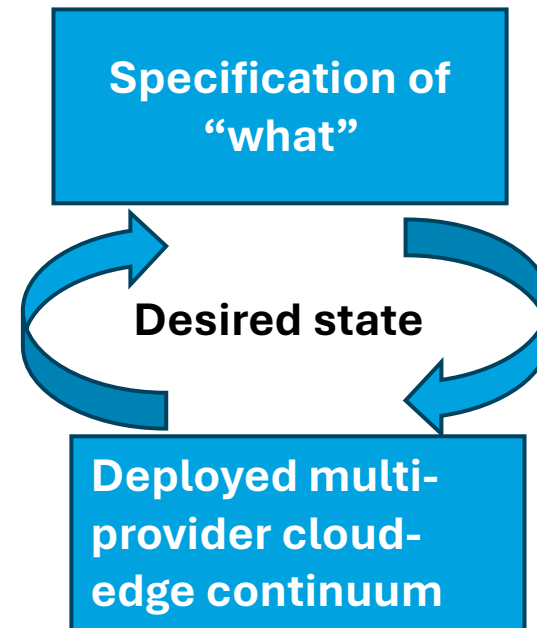 Specification of
“what”
Desired state
Deployed multi-
provider cloud-
edge continuum